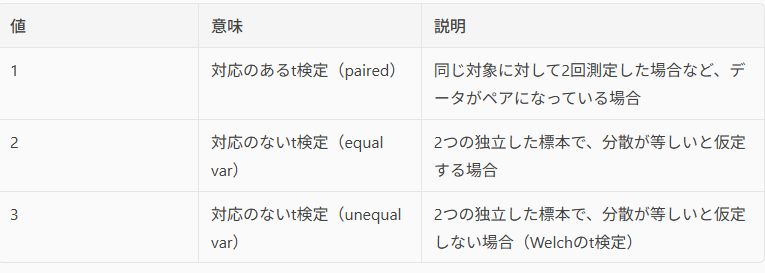 値 意味 説明
1 対応のあるt検定（paired） 同じ対象に対して2回測定した場合など、デ
ータがペアになっている場合
2 対応のないt検定（equal 2つの独立した標本で、分散が等しいと仮定
var） する場合
3 対応のないt検定（unequal 2つの独立した標本で、分散が等しいと仮定
var） しない場合（Welchのt検定）